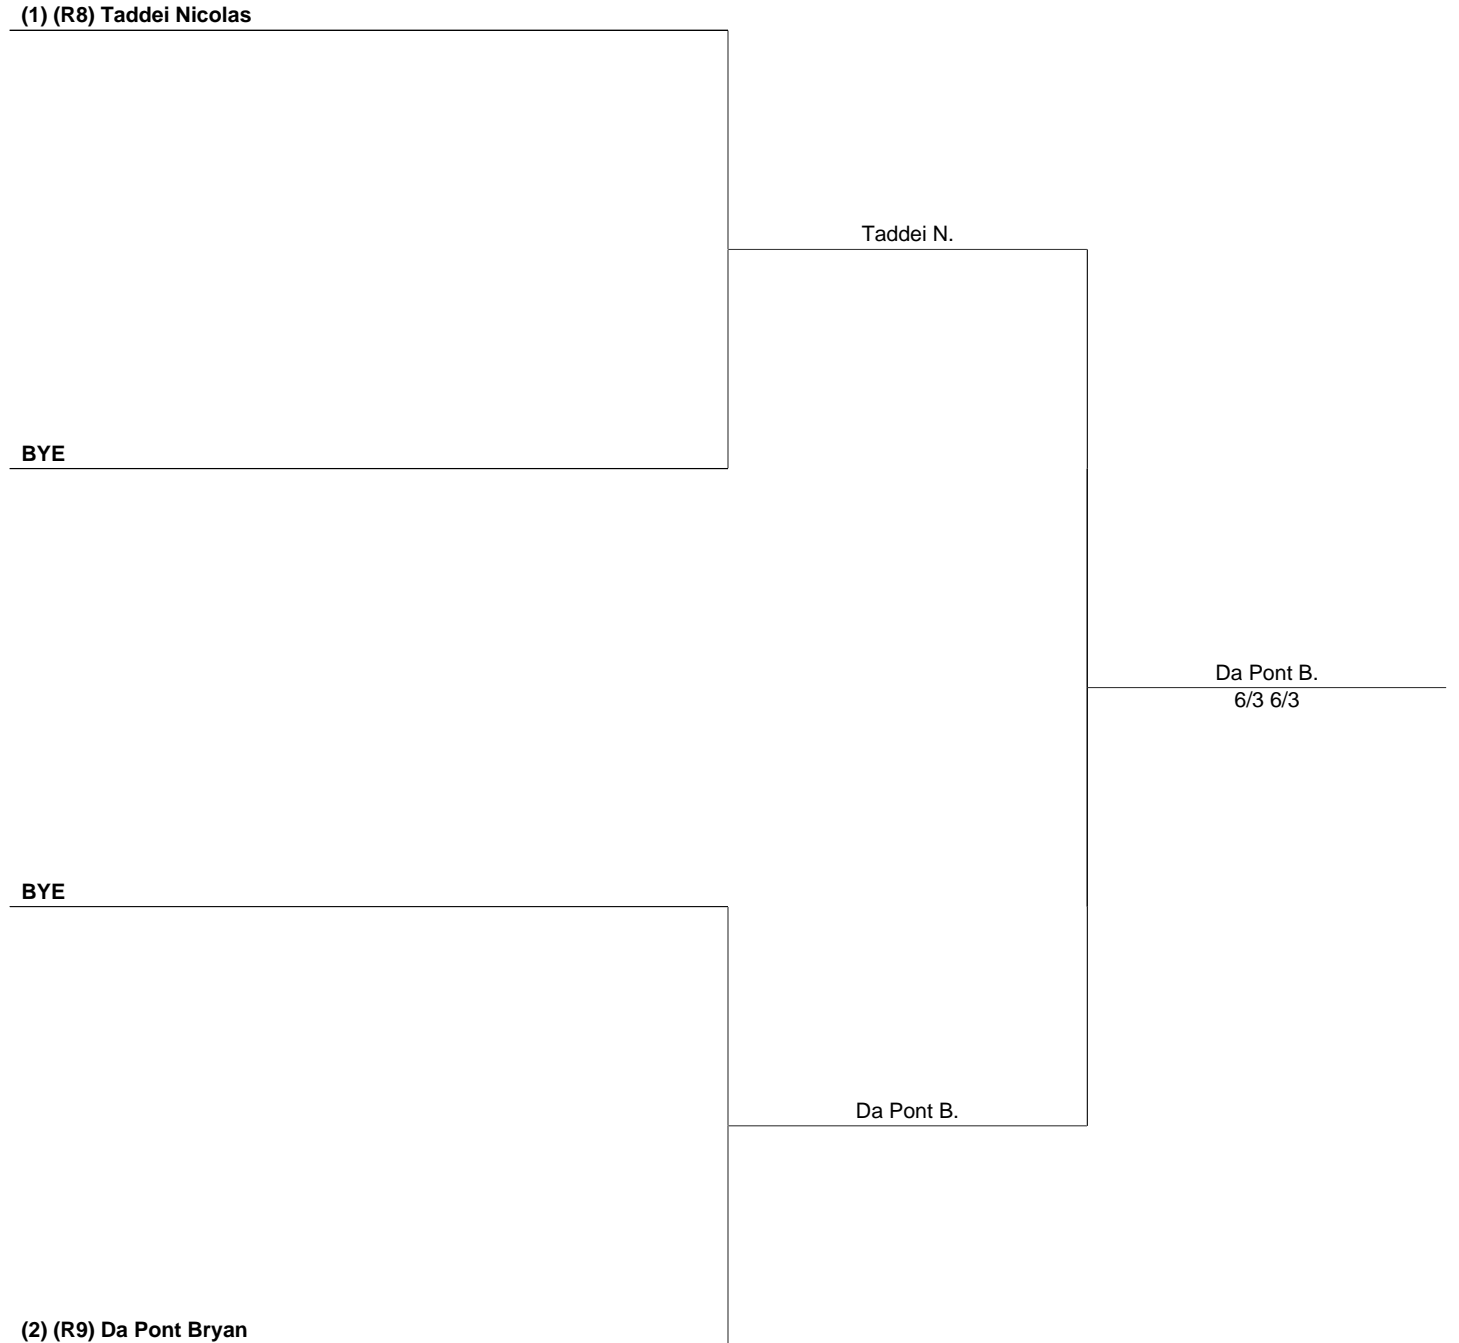 (1) (R8) Taddei Nicolas
Taddei N.
BYE
Da Pont B.
6/3 6/3
BYE
Da Pont B.
(2) (R9) Da Pont Bryan